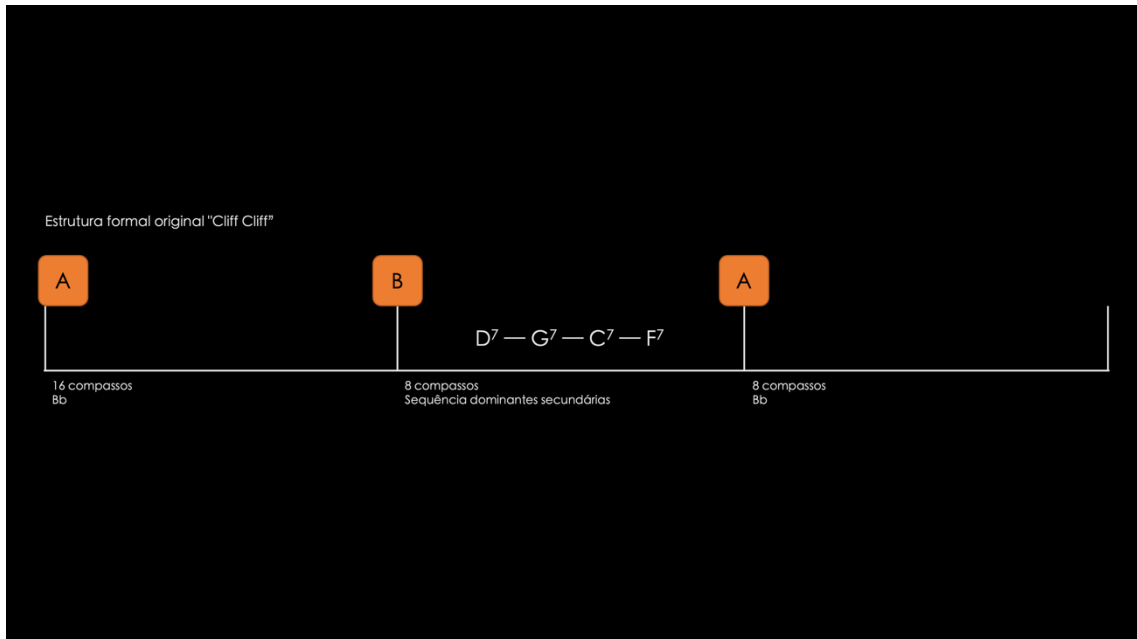 Estrutura formal original "Cliff Cliff”
A
B
A
D⁷ — G⁷ — C⁷ — F⁷
16 compassos
Bb
8 compassos
Sequência dominantes secundárias
8 compassos
Bb